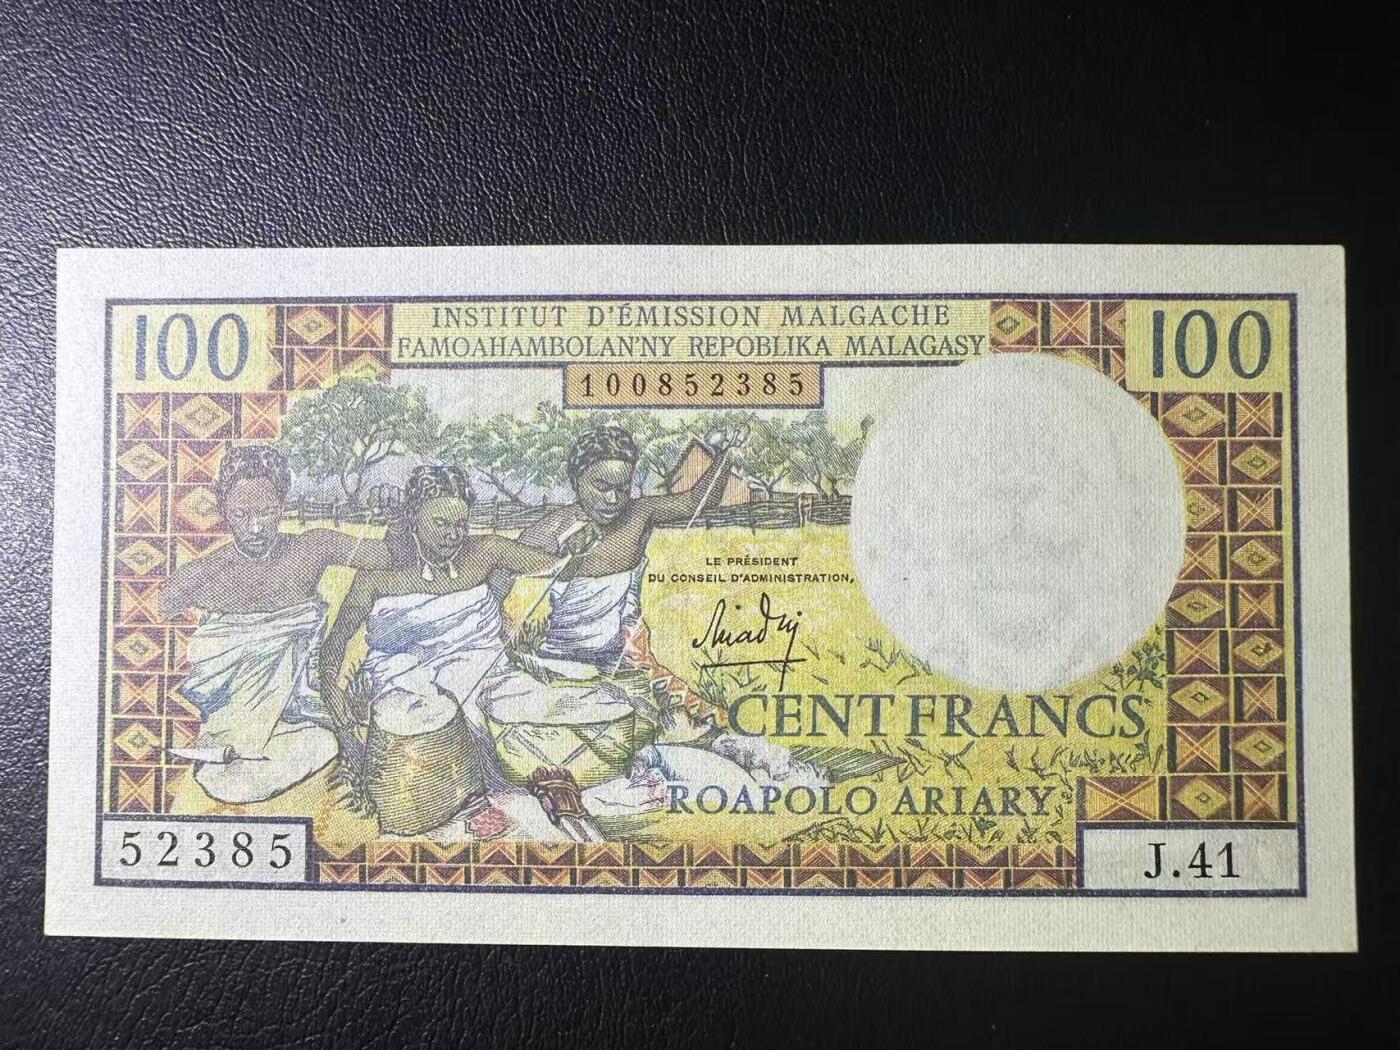 100
INSTITUT D'ÉMISSION MALGACHE
FAMOAHAMBOLAN'NY REPOBLIKA MALAGASY
100
100852385
LE PRÉSIDENT
DU CONSEIL D'ADMINISTRATION,
CENT FRANCS
ROAPOLO ARIARY
52385
J.41